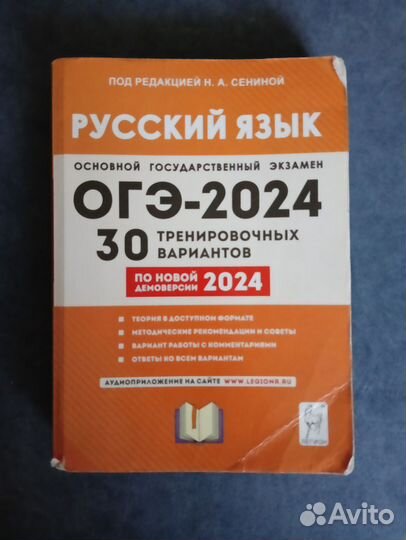 ПОД РЕДАКЦИЕЙ Н. А. СЕНИНОЙ
РУССКИЙ ЯЗЫК
ОСНОВНОЙ ГОСУДАРСТВЕННЫЙ ЭКЗАМЕН
ОГЭ-2024
30 ТРЕНИРОВОЧНЫХ
ВАРИАНТОВ
ПО НОВОЙ
ДЕМОВЕРСИИ 2024
ТЕОРИЯ В ДОСТУПНОМ ФОРМАТЕ
МЕТОДИЧЕСКИЕ РЕКОМЕНДАЦИИ И СОВЕТЫ
ВАРИАНТ РАБОТЫ С КОММЕНТАРИЯМИ
ОТВЕТЫ КО ВСЕМ ВАРИАНТАМ
АУДИОПРИЛОЖЕНИЕ НА САЙТЕ WWW.LEGIONR.RU
ЛЕГИОН
Avito